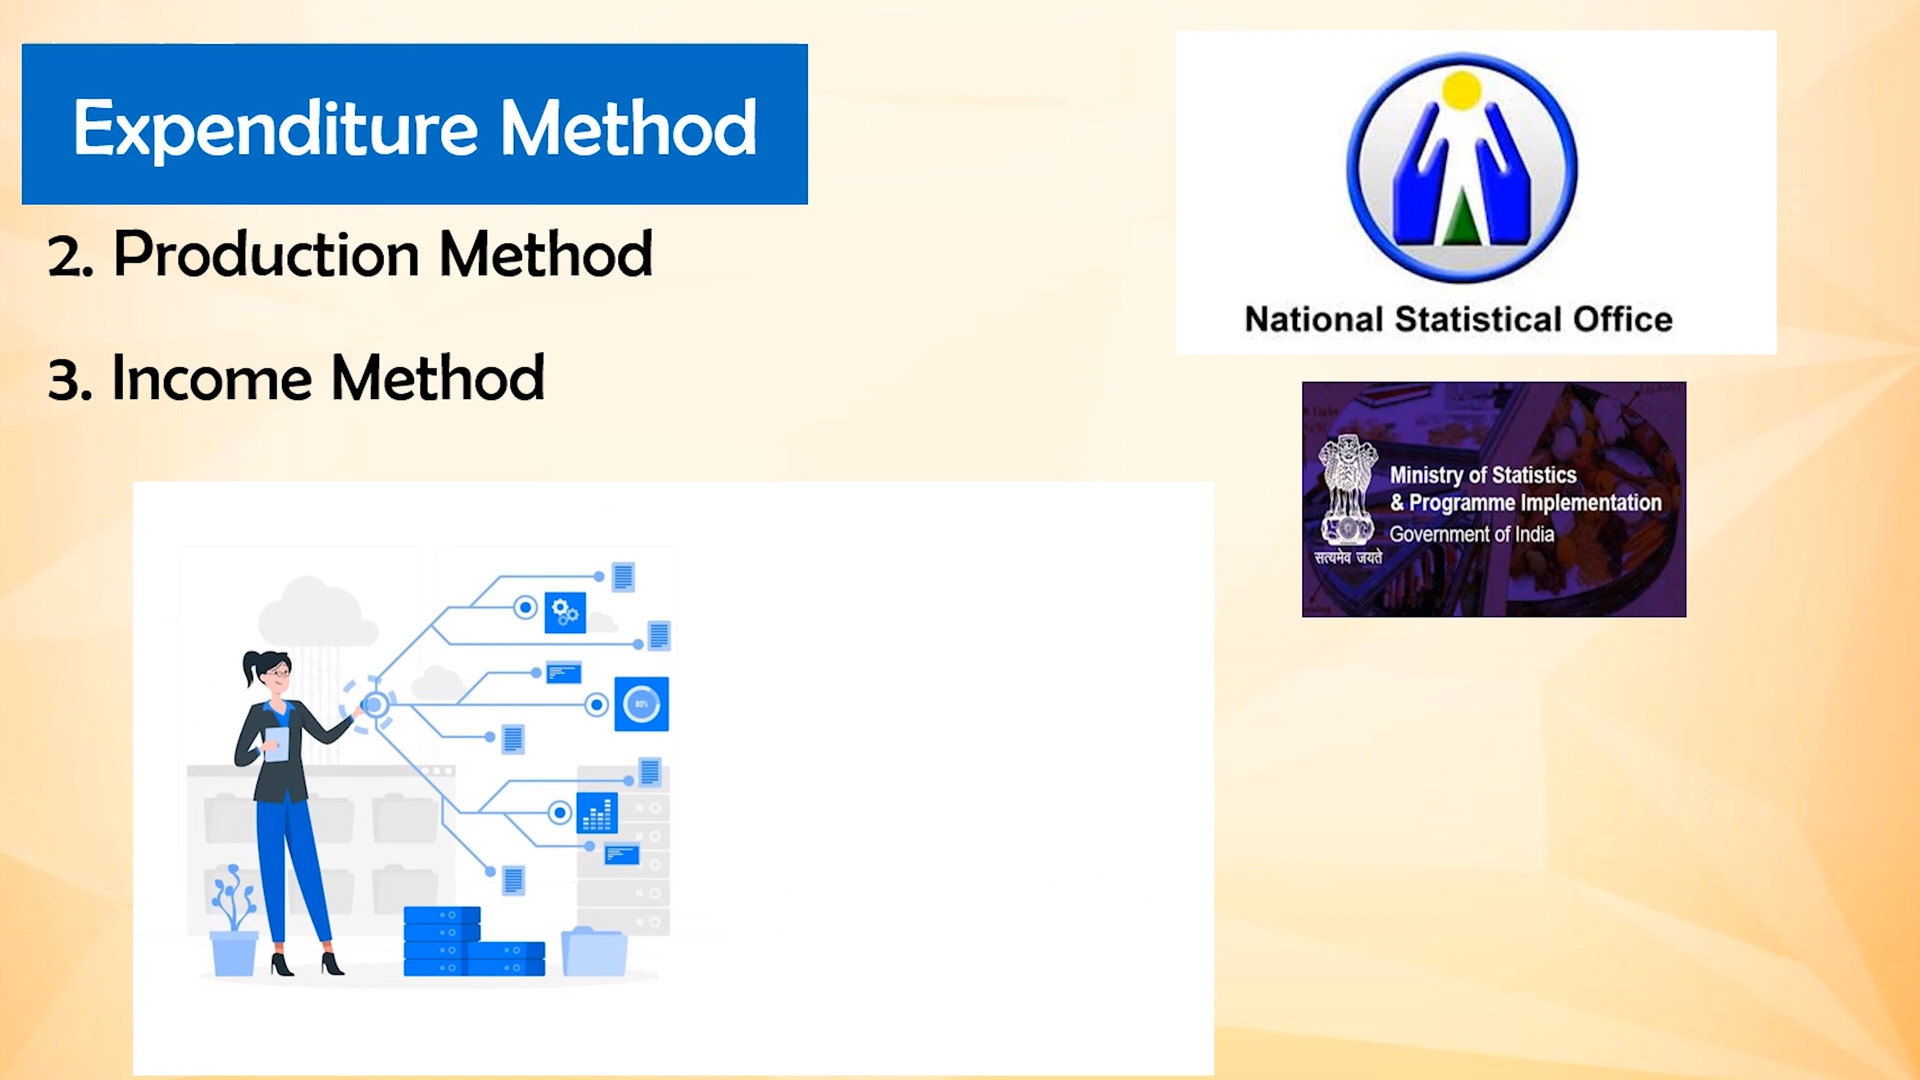 Expenditure Method
2. Production Method
3. Income Method
National Statistical Office
Ministry of Statistics
& Programme Implementation
Government of India
सत्यमेव जयते
80%